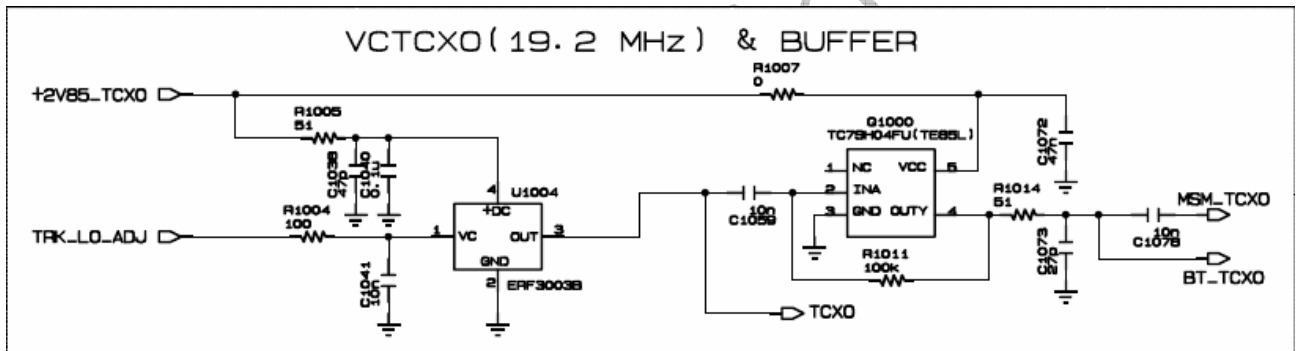 VCTCXO(19.2 MHz) & BUFFER
+2V85_TCXO
R1007
0
R1005
51
C1038
47p
C1040
0.1u
Q1000
TC7SH04FU(TE85L)
1
NC
VCC
5
2
INA
3
GND
OUTY
4
C1072
47n
4
U1004
+DC
1
VC
OUT
3
GND
2
ERF3003B
R1004
100
TRK_LO_ADJ
C1041
10n
10n
C1059
R1011
100k
R1014
51
C1073
27p
MSM_TCXO
10n
C1078
BT_TCXO
TCXO